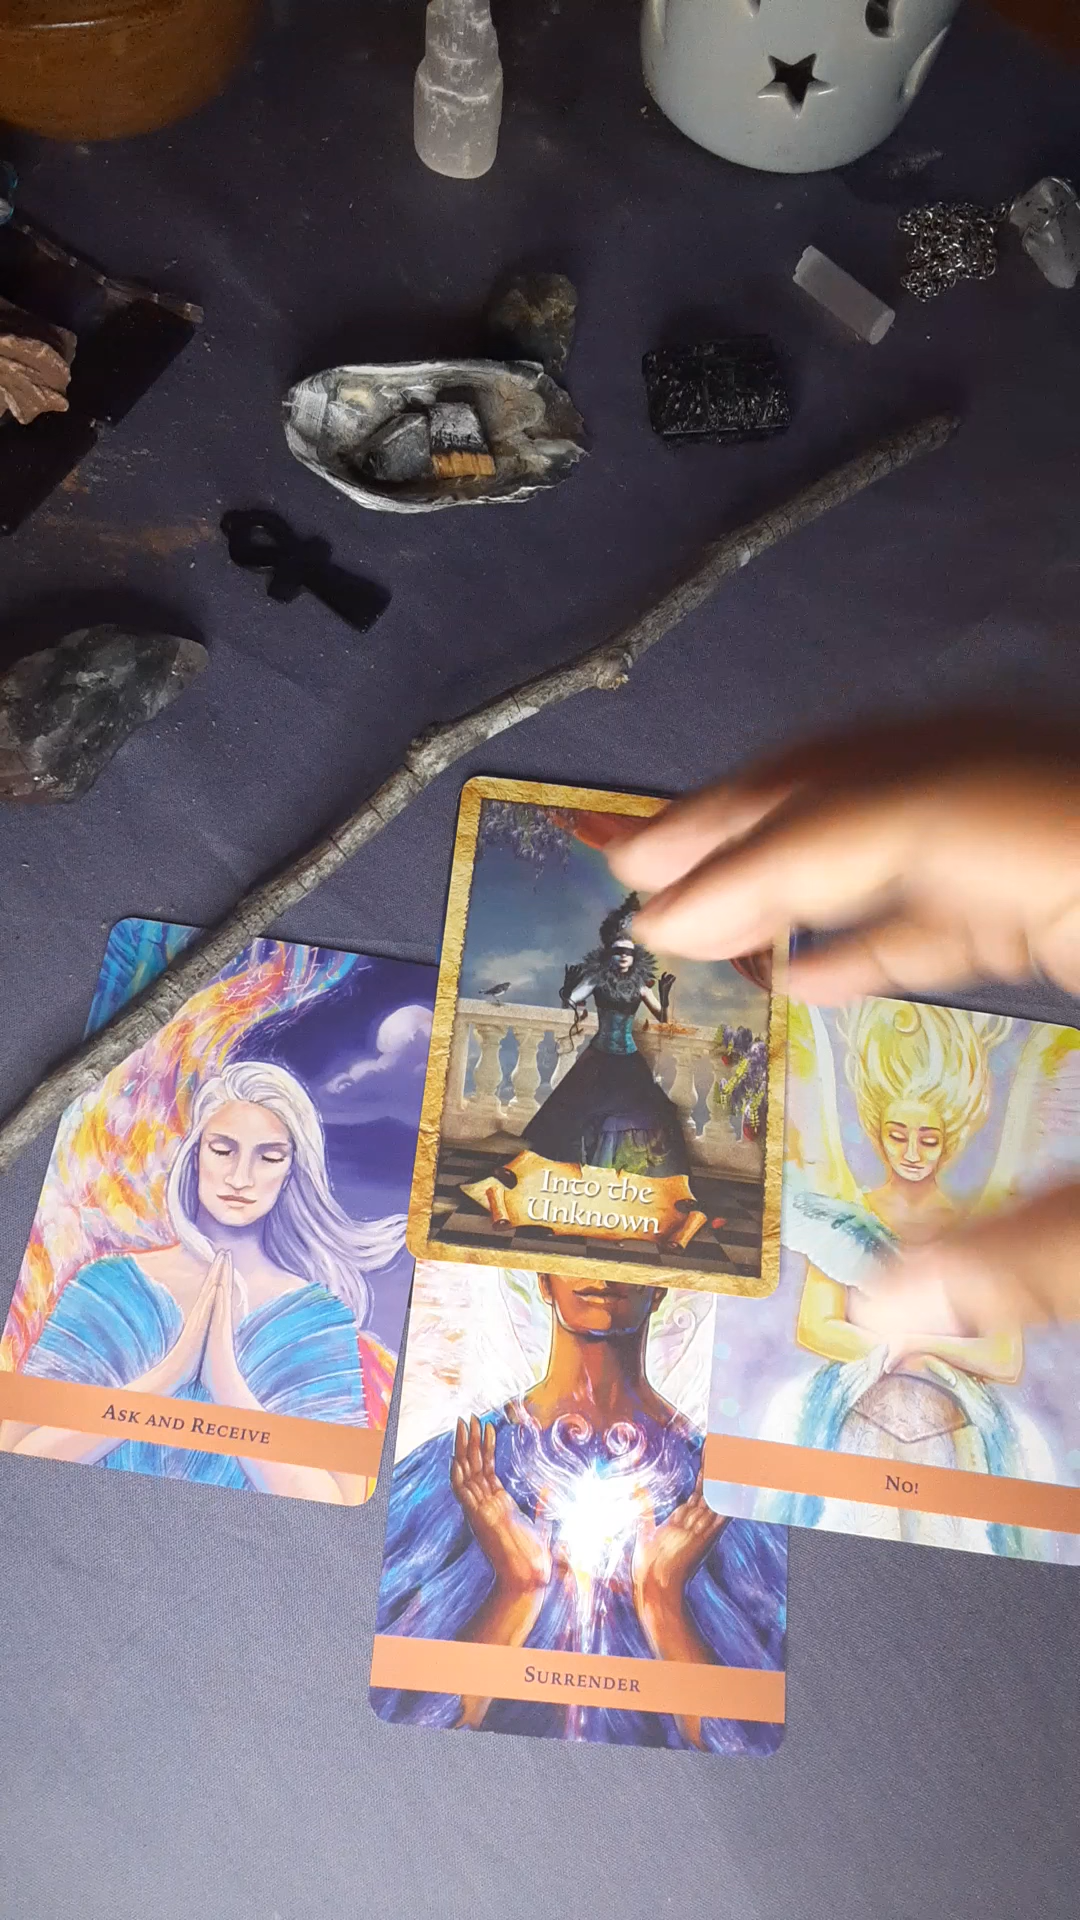 Into the
Unknown
Ask and Receive
No!
Surrender